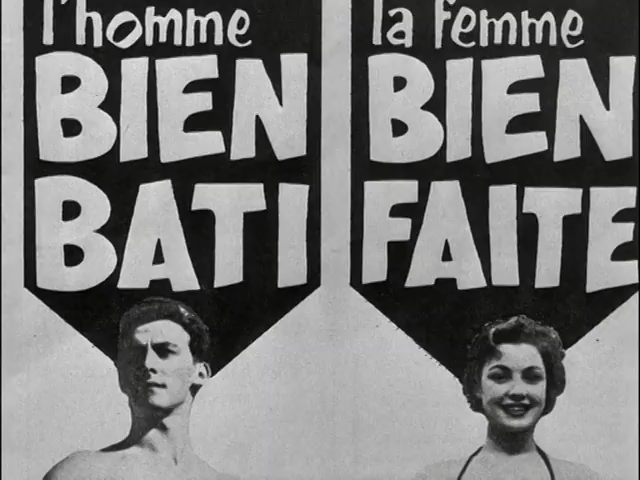 l'homme
BIEN
BATI
la femme
BIEN
FAITE